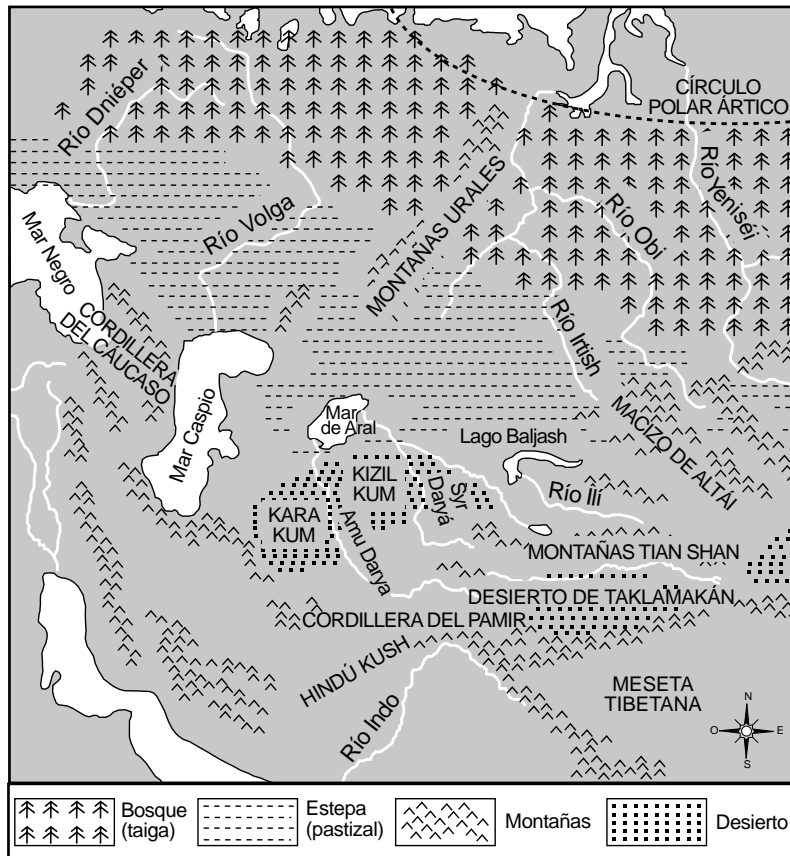 CÍRCULO
POLAR ÁRTICO
Río Dniéper
Río Yeniséi
Río Volga
MONTAÑAS URALES
Río Obi
Mar Negro
CORDILLERA
DEL CAUCASO
Río Irtish
Mar Caspio
Mar
de Aral
Lago Baljash
MACIZO DE ALTÁI
KIZIL
KUM
Syr
Daryá
Río Ilí
KARA
KUM
Amu Darya
MONTAÑAS TIAN SHAN
DESIERTO DE TAKLAMAKÁN
CORDILLERA DEL PAMIR
HINDÚ KUSH
MESETA
TIBETANA
Río Indo
N
O
E
S
Bosque
(taiga)
Estepa
(pastizal)
Montañas
Desierto